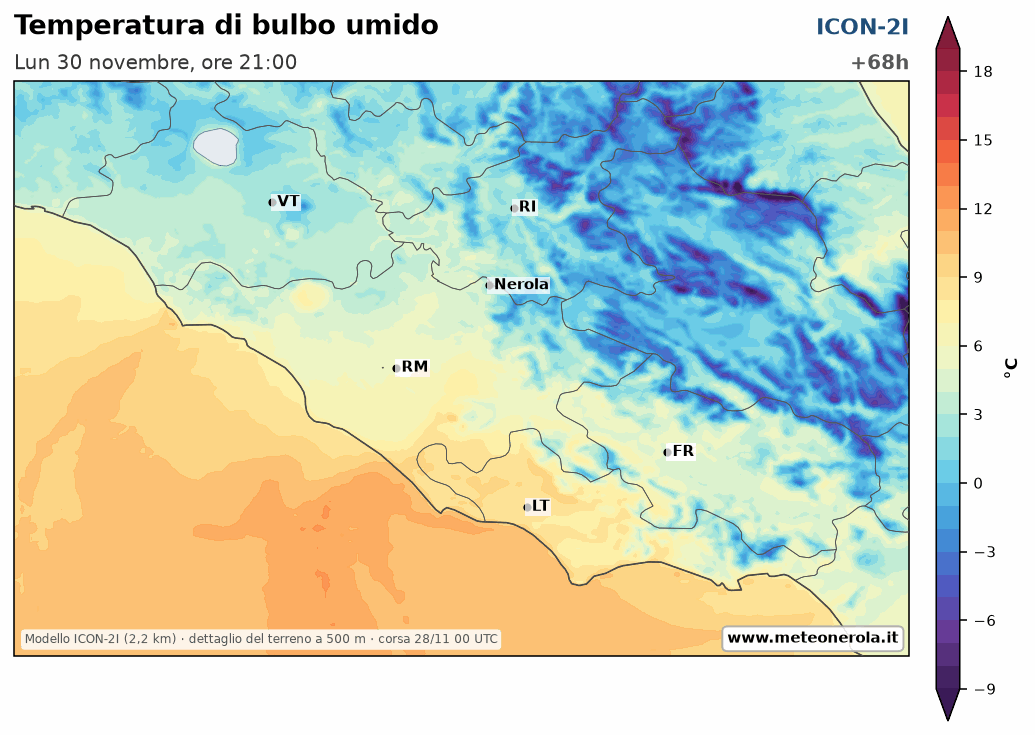 Temperatura di bulbo umido
ICON-2I
Lun 30 novembre, ore 21:00
+68h
VT
RI
Nerola
RM
FR
LT
Modello ICON-2I (2,2 km) · dettaglio del terreno a 500 m · corsa 28/11 00 UTC
www.meteonerola.it
18
15
12
9
6
3
0
−3
−6
−9
°C